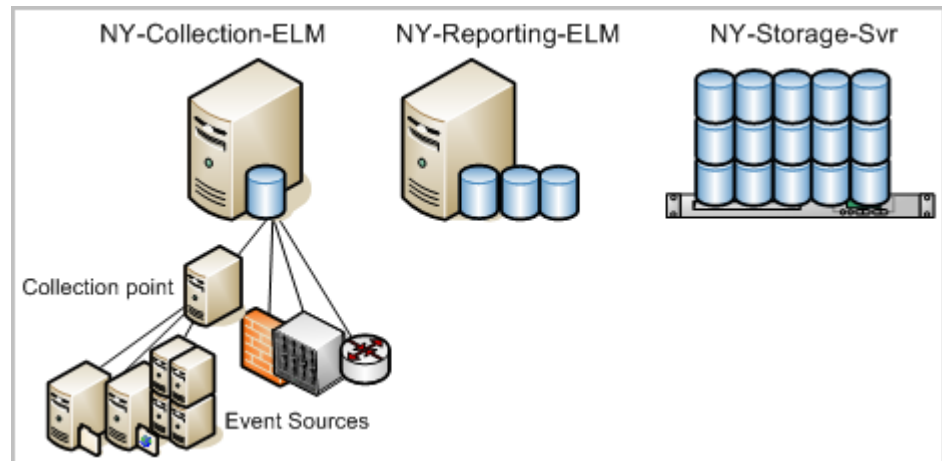 NY-Collection-ELM NY-Reporting-ELM NY-Storage-Svr
Collection point
Event Sources